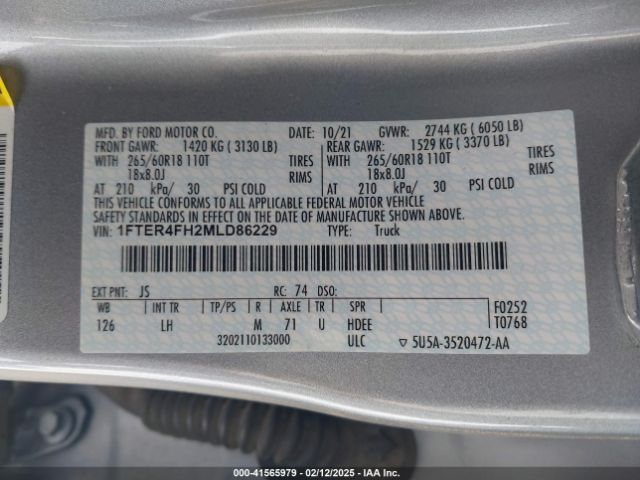 MFD. BY FORD MOTOR CO. DATE: 10/21 GVWR: 2744 KG ( 6050 LB)
FRONT GAWR: 1420 KG ( 3130 LB) REAR GAWR: 1529 KG ( 3370 LB)
WITH 265/60R18 110T TIRES WITH 265/60R18 110T TIRES
18x8.0J RIMS 18x8.0J RIMS
AT 210 kPa/ 30 PSI COLD AT 210 kPa/ 30 PSI COLD
THIS VEHICLE CONFORMS TO ALL APPLICABLE FEDERAL MOTOR VEHICLE
SAFETY STANDARDS IN EFFECT ON THE DATE OF MANUFACTURE SHOWN ABOVE.
VIN: 1FTER4FH2MLD86229 TYPE: Truck
EXT PNT: JS RC: 74 DSO:
WB INT TR TP/PS R AXLE TR SPR F0252
126 LH M 71 U HDEE T0768
3202110133000 ULC 5U5A-3520472-AA
000-41565979 - 02/12/2025 - IAA Inc.